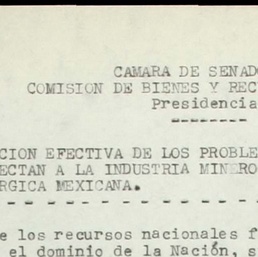 CAMARA DE SENAD
COMISION DE BIENES Y REC
Presidencia
CION EFECTIVA DE LOS PROBLE
ECTAN A LA INDUSTRIA MINERO
RGICA MEXICANA.
e los recursos nacionales f
el dominio de la Nación, s